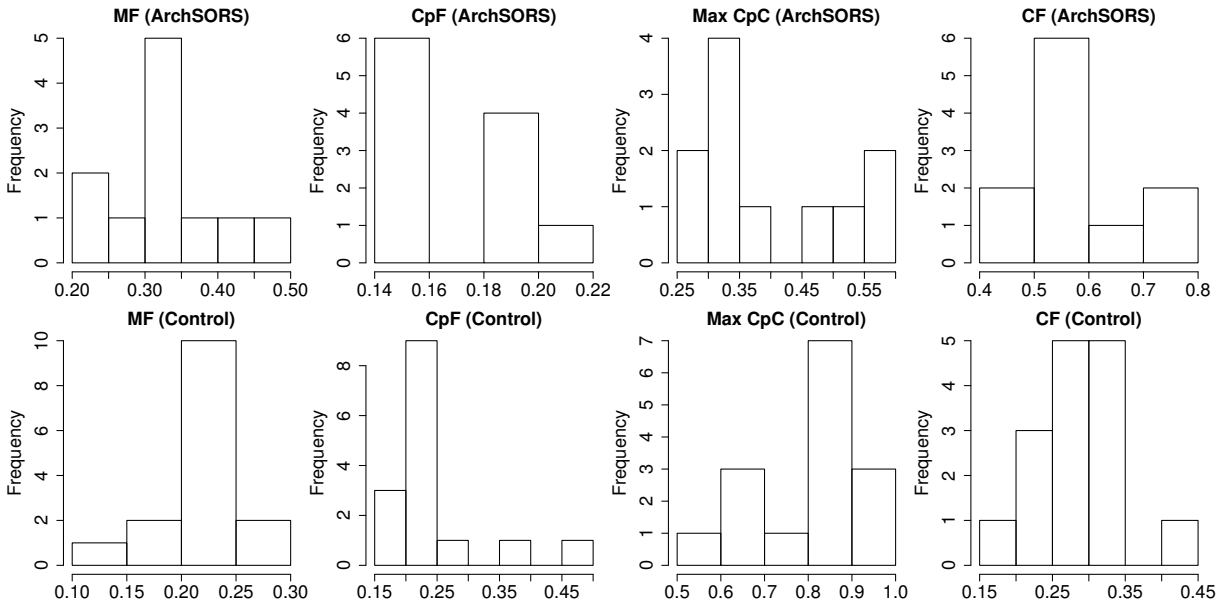 MF (ArchSORS)
Frequency
0 1 2 3 4 5
0.20 0.30 0.40 0.50
CpF (ArchSORS)
Frequency
0 1 2 3 4 5 6
0.14 0.16 0.18 0.20 0.22
Max CpC (ArchSORS)
Frequency
0 1 2 3 4
0.25 0.35 0.45 0.55
CF (ArchSORS)
Frequency
0 1 2 3 4 5 6
0.4 0.5 0.6 0.7 0.8
MF (Control)
Frequency
0 2 4 6 8 10
0.10 0.15 0.20 0.25 0.30
CpF (Control)
Frequency
0 2 4 6 8
0.15 0.25 0.35 0.45
Max CpC (Control)
Frequency
0 1 2 3 4 5 6 7
0.5 0.6 0.7 0.8 0.9 1.0
CF (Control)
Frequency
0 1 2 3 4 5
0.15 0.25 0.35 0.45